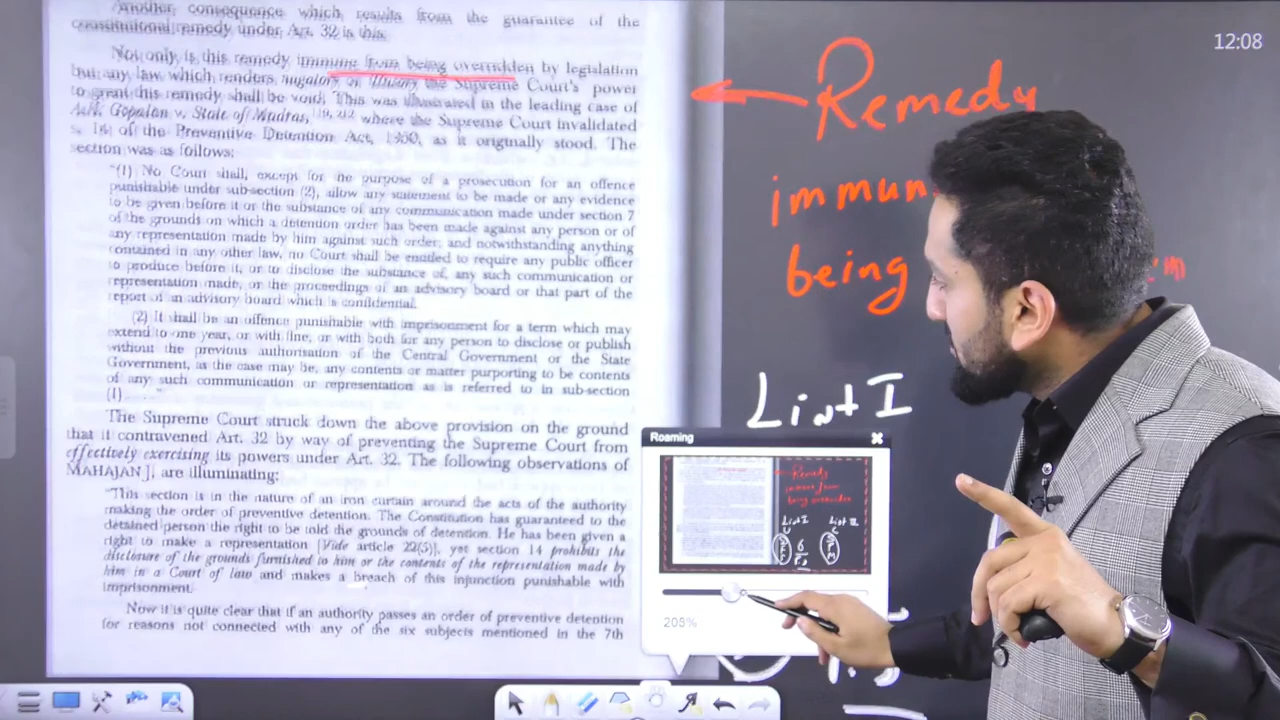 Another consequence which results from the guarantee of the
constitutional remedy under Art. 32 is this:
Not only is this remedy immune from being overridden by legislation
but any law which renders nugatory or illusory the Supreme Court's power
to grant this remedy shall be void. This was illustrated in the leading case of
A.K. Gopalan v. State of Madras, where the Supreme Court invalidated
s. 14 of the Preventive Detention Act, 1950, as it originally stood. The
section was as follows:
"(1) No Court shall, except for the purpose of a prosecution for an offence
punishable under sub-section (2), allow any statement to be made or any evidence
to be given before it or the substance of any communication made under section 7
of the grounds on which a detention order has been made against any person or of
any representation made by him against such order; and notwithstanding anything
contained in any other law, no Court shall be entitled to require any public officer
to produce before it, or to disclose the substance of, any such communication or
representation made, or the proceedings of an advisory board or that part of the
report of an advisory board which is confidential.
(2) It shall be an offence punishable with imprisonment for a term which may
extend to one year, or with fine, or with both for any person to disclose or publish
without the previous authorisation of the Central Government or the State
Government, as the case may be, any contents or matter purporting to be contents
of any such communication or representation as is referred to in sub-section
(1)....."
The Supreme Court struck down the above provision on the ground
that it contravened Art. 32 by way of preventing the Supreme Court from
effectively exercising its powers under Art. 32. The following observations of
MAHAJAN J, are illuminating:
"This section is in the nature of an iron curtain around the acts of the authority
making the order of preventive detention. The Constitution has guaranteed to the
detained person the right to be told the grounds of detention. He has been given a
right to make a representation [Vide article 22(5)], yet section 14 prohibits the
disclosure of the grounds furnished to him or the contents of the representation made by
him in a Court of law and makes a breach of this injunction punishable with
imprisonment.
Now it is quite clear that if an authority passes an order of preventive detention
for reasons not connected with any of the six subjects mentioned in the 7th
12:08
Remedy
immun
being
List I
Roaming
Remedy
immune from
being overridden
List I
List III
205%